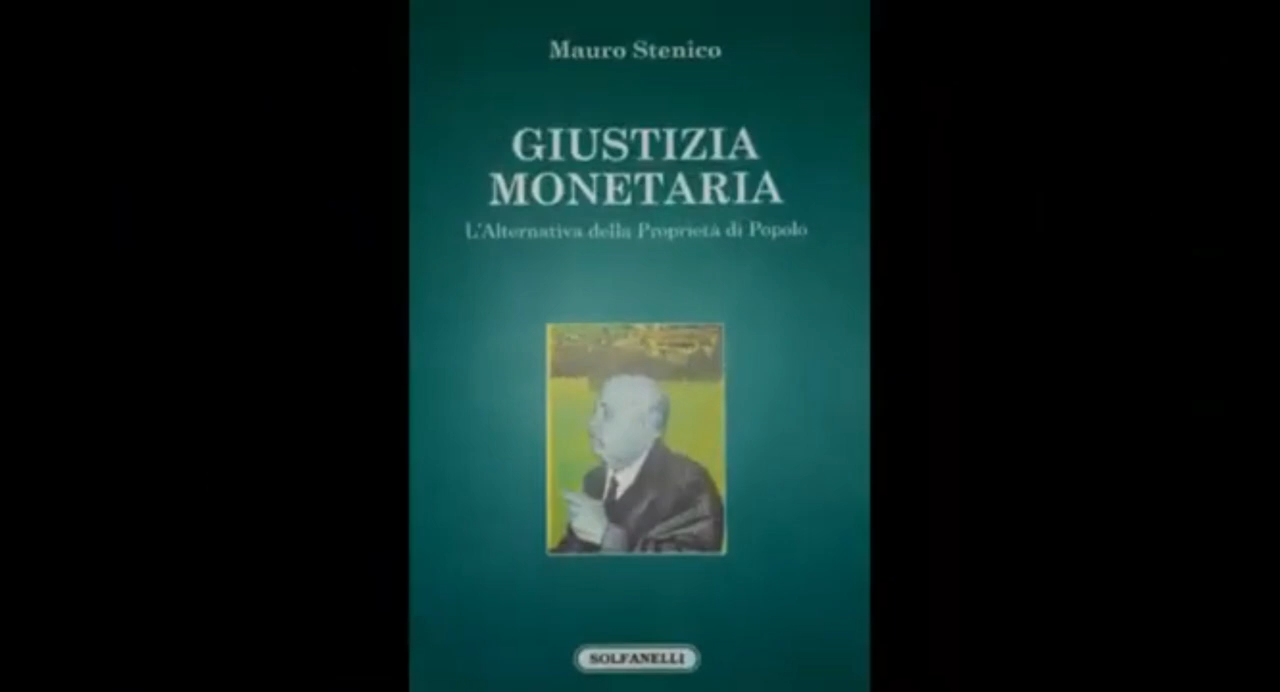 Mauro Stenico
GIUSTIZIA
MONETARIA
L'Alternativa della Proprietà di Popolo
SOLFANELLI